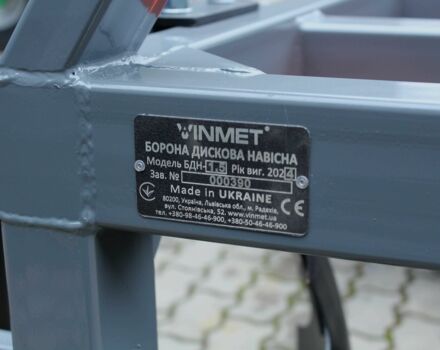 VINMET®
БОРОНА ДИСКОВА НАВІСНА
Модель БДН-1,5 Рік виг. 2024
Зав. № 000390
Made in UKRAINE
80200, Україна, Львівська обл., м. Радехів,
вул. Стоянівська, 52. www.vinmet.ua
тел. +380-98-46-46-900, +380-50-46-46-900
CE